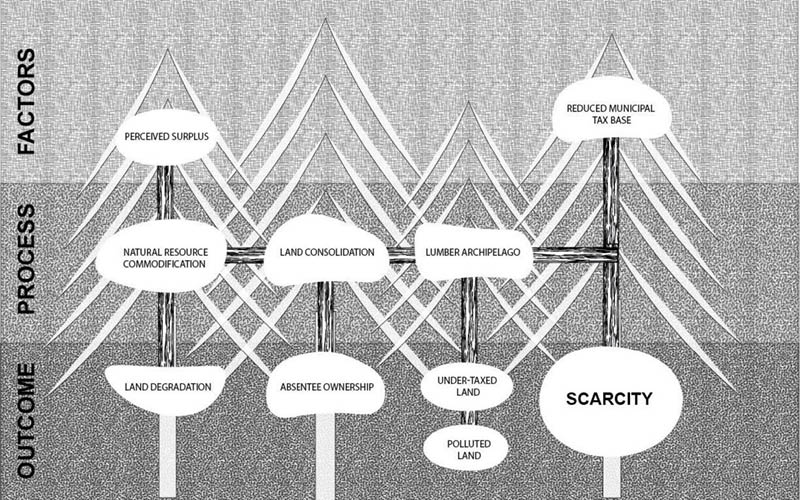 FACTORS
PERCEIVED SURPLUS
REDUCED MUNICIPAL
TAX BASE
PROCESS
NATURAL RESOURCE
COMMODIFICATION
LAND CONSOLIDATION
LUMBER ARCHIPELAGO
OUTCOME
LAND DEGRADATION
ABSENTEE OWNERSHIP
UNDER-TAXED
LAND
POLLUTED
LAND
SCARCITY